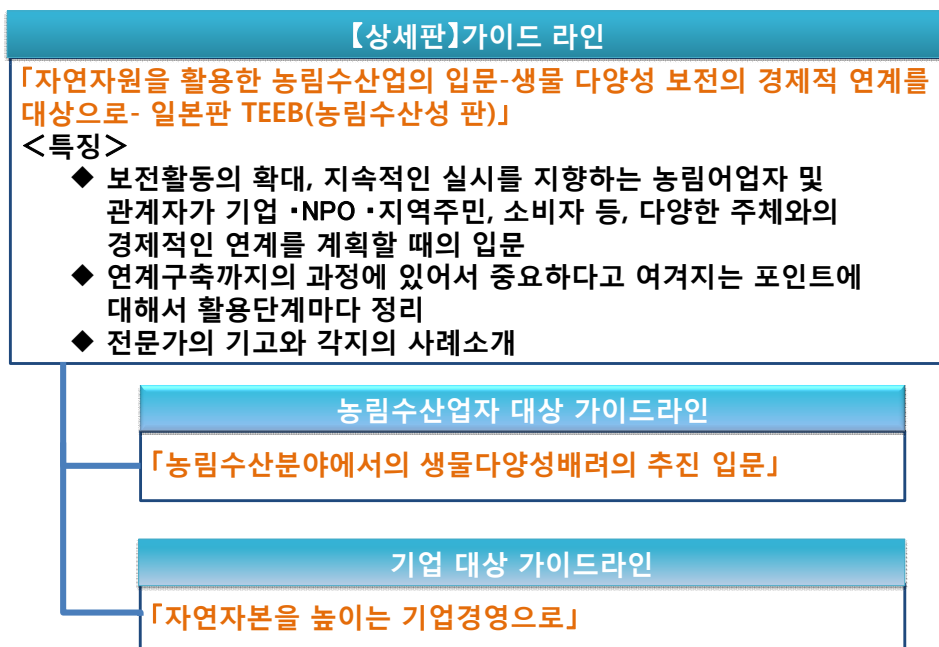 【상세판】가이드 라인
「자연자원을 활용한 농림수산업의 입문-생물 다양성 보전의 경제적 연계를
대상으로- 일본판 TEEB(농림수산성 판)」
＜특징＞
◆ 보전활동의 확대, 지속적인 실시를 지향하는 농림어업자 및
관계자가 기업 ▪NPO ▪지역주민, 소비자 등, 다양한 주체와의
경제적인 연계를 계획할 때의 입문
◆ 연계구축까지의 과정에 있어서 중요하다고 여겨지는 포인트에
대해서 활용단계마다 정리
◆ 전문가의 기고와 각지의 사례소개
농림수산업자 대상 가이드라인
「농림수산분야에서의 생물다양성배려의 추진 입문」
기업 대상 가이드라인
「자연자본을 높이는 기업경영으로」